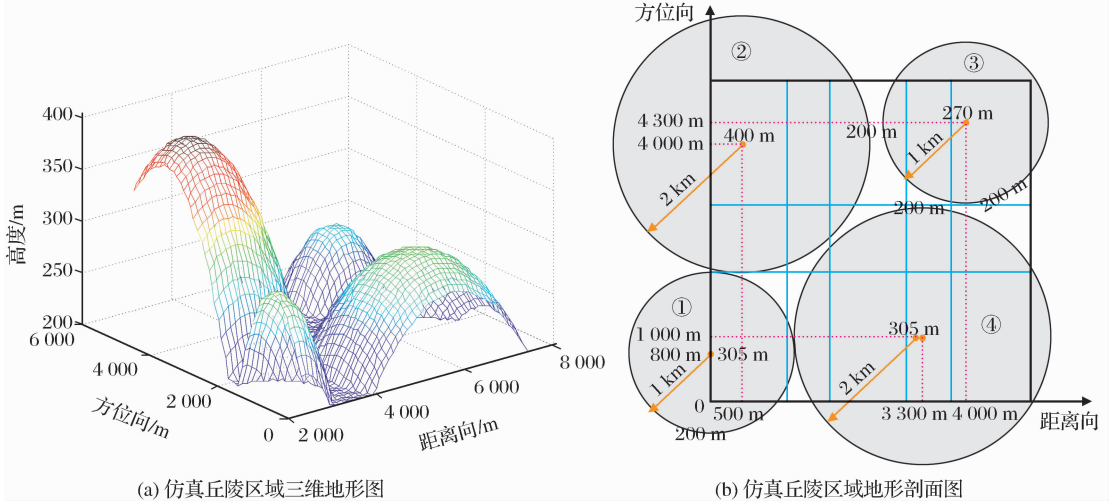 400
350
300
250
200
高度/m
6 000
4 000
2 000
0
方位向/m
2 000
4 000
6 000
8 000
距离向/m
(a) 仿真丘陵区域三维地形图
方位向
②
③
4 300 m
270 m
4 000 m
400 m
200 m
1 km
2 km
200 m
200 m
①
④
1 000 m
305 m
800 m
305 m
1 km
2 km
0
500 m
3 300 m
4 000 m
200 m
距离向
(b) 仿真丘陵区域地形剖面图